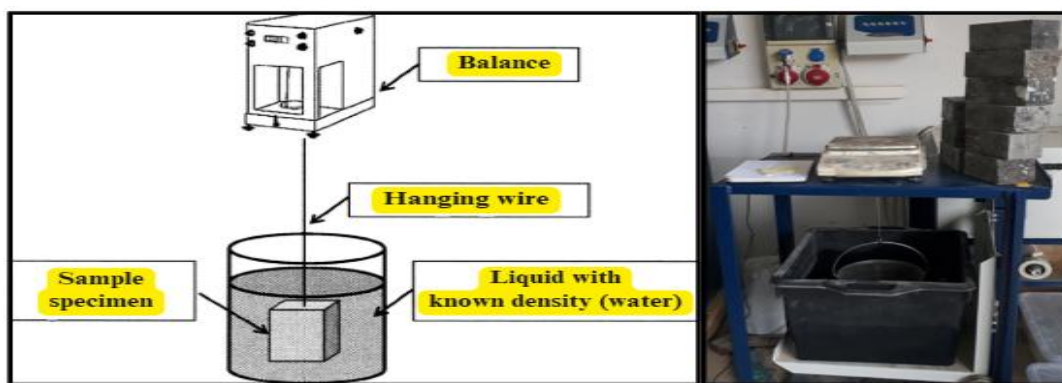 Balance
Hanging wire
Sample
specimen
Liquid with
known density (water)